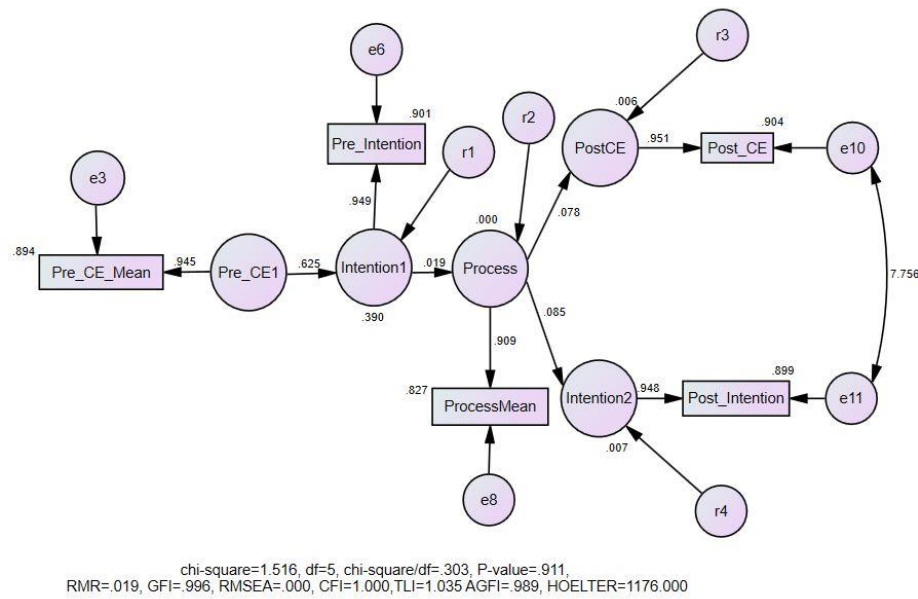 r3
e6
.006
.904
.901
r2
PostCE
.951
Post_CE
e10
Pre_Intention
r1
e3
.949
.000
.078
.894
Pre_CE_Mean
.945
Pre_CE1
.625
Intention1
.019
Process
7.756
.390
.085
.909
.899
.827
ProcessMean
Intention2
.948
Post_Intention
e11
.007
e8
r4
chi-square=1.516, df=5, chi-square/df=.303, P-value=.911,
RMR=.019, GFI=.996, RMSEA=.000, CFI=1.000,TLI=1.035 AGFI=.989, HOELTER=1176.000